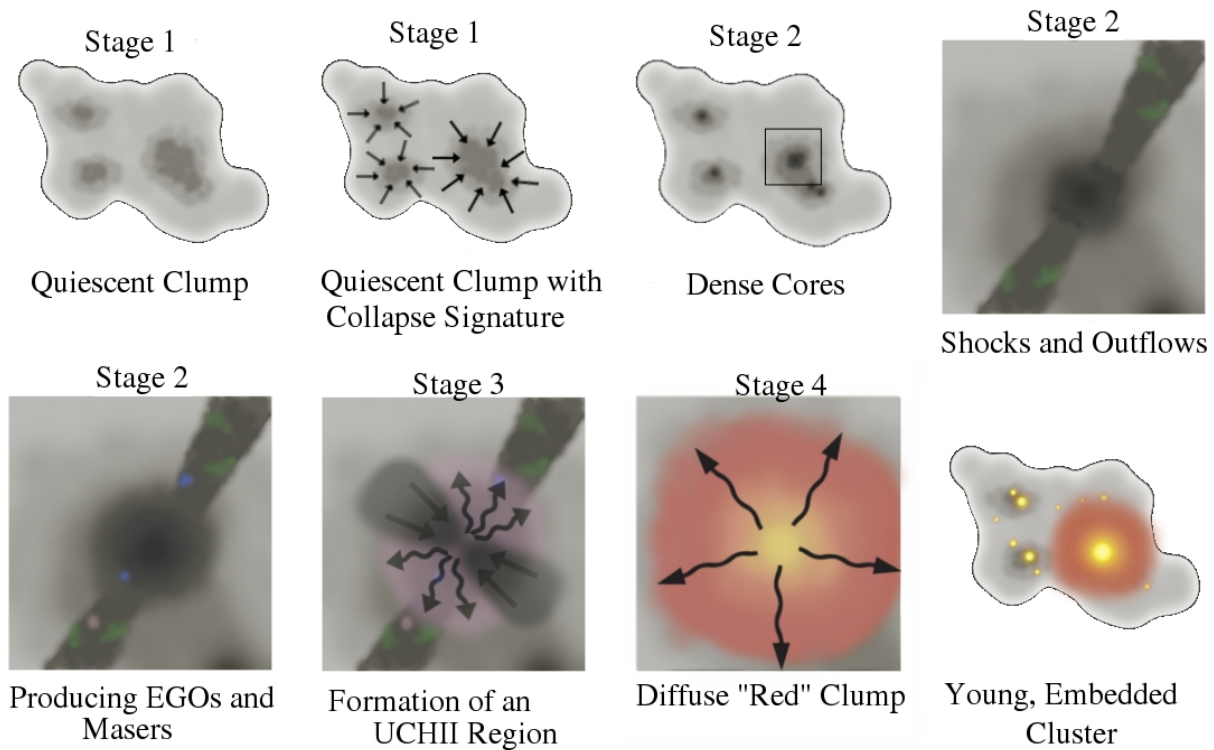 Stage 1
Stage 1
Stage 2
Stage 2
Quiescent Clump
Quiescent Clump with
Collapse Signature
Dense Cores
Shocks and Outflows
Stage 2
Stage 3
Stage 4
Producing EGOs and
Masers
Formation of an
UCHII Region
Diffuse "Red" Clump
Young, Embedded
Cluster